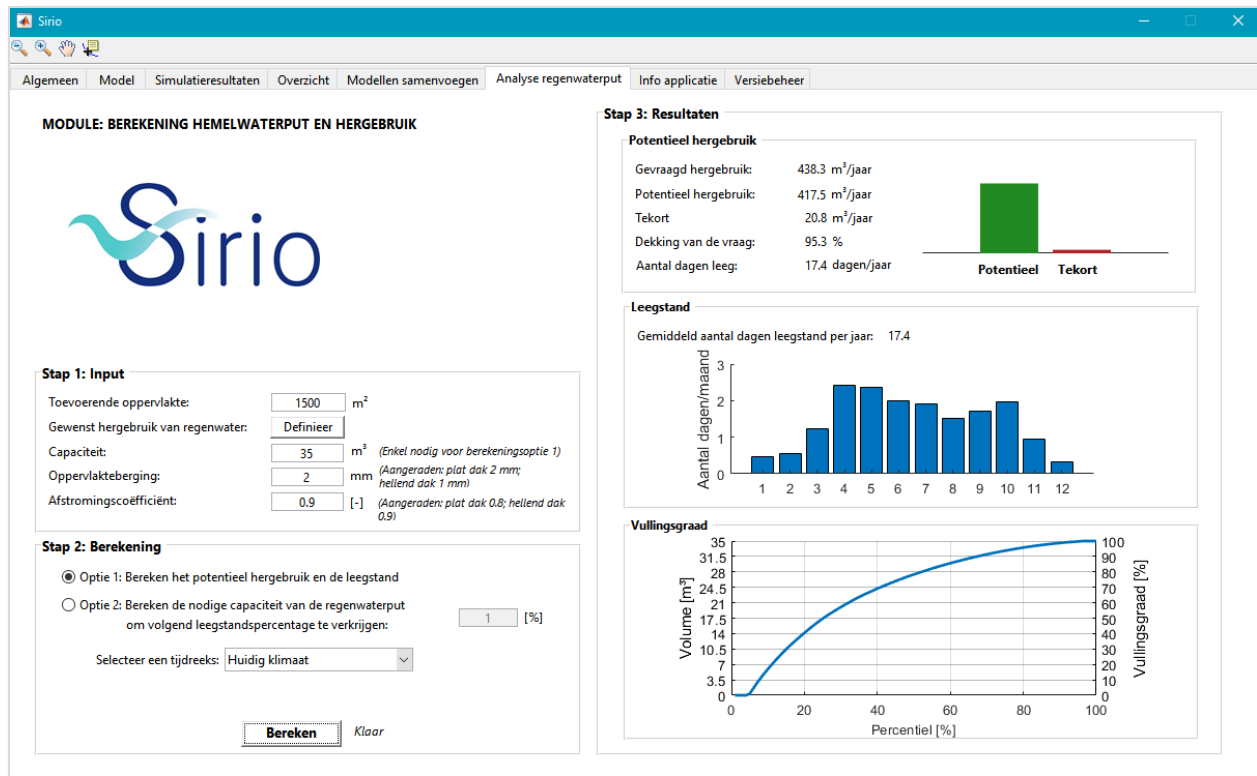 Sirio
Algemeen Model Simulatieresultaten Overzicht Modellen samenvoegen Analyse regenwaterput Info applicatie Versiebeheer
MODULE: BEREKENING HEMELWATERPUT EN HERGEBRUIK
Sirio
Stap 1: Input
Toevoerende oppervlakte: 1500 m²
Gewenst hergebruik van regenwater: Definieer
Capaciteit: 35 m³ (Enkel nodig voor berekeningsoptie 1)
Oppervlakteberging: 2 mm (Aangeraden: plat dak 2 mm;
hellend dak 1 mm)
Afstromingscoëfficiënt: 0.9 [-] (Aangeraden: plat dak 0.8; hellend dak
0.9)
Stap 2: Berekening
Optie 1: Bereken het potentieel hergebruik en de leegstand
Optie 2: Bereken de nodige capaciteit van de regenwaterput
om volgend leegstandspercentage te verkrijgen: 1 [%]
Selecteer een tijdreeks: Huidig klimaat
Bereken Klaar
Stap 3: Resultaten
Potentieel hergebruik
Gevraagd hergebruik: 438.3 m³/jaar
Potentieel hergebruik: 417.5 m³/jaar
Tekort 20.8 m³/jaar
Dekking van de vraag: 95.3 %
Aantal dagen leeg: 17.4 dagen/jaar
Potentieel Tekort
Leegstand
Gemiddeld aantal dagen leegstand per jaar: 17.4
Aantal dagen/maand
3
2
1
0
1 2 3 4 5 6 7 8 9 10 11 12
Vullingsgraad
Volume [m³]
35
31.5
28
24.5
21
17.5
14
10.5
7
3.5
0
100
90
80
70
60
50
40
30
20
10
0
Vullingsgraad [%]
0 20 40 60 80 100
Percentiel [%]